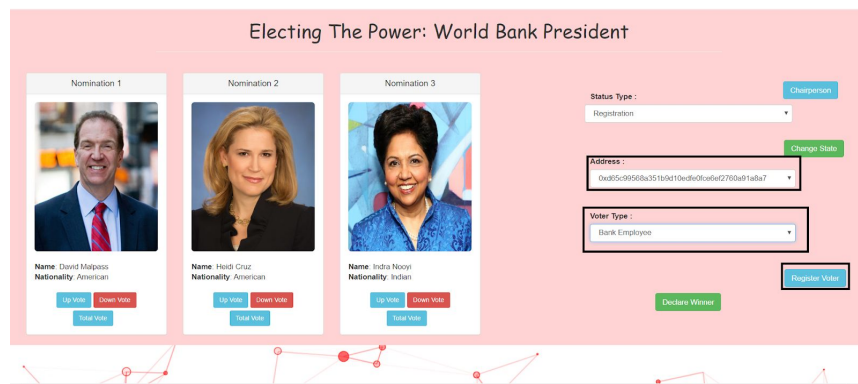 Electing The Power: World Bank President
Nomination 1
Name: David Malpass
Nationality: American
Up Vote
Down Vote
Total Vote
Nomination 2
Name: Heidi Cruz
Nationality: American
Up Vote
Down Vote
Total Vote
Nomination 3
Name: Indra Nooyi
Nationality: Indian
Up Vote
Down Vote
Total Vote
Chairperson
Status Type :
Registration
Change State
Address :
0xd65c99568a351b9d10edfe0fce6ef2760a91a8a7
Voter Type :
Bank Employee
Register Voter
Declare Winner